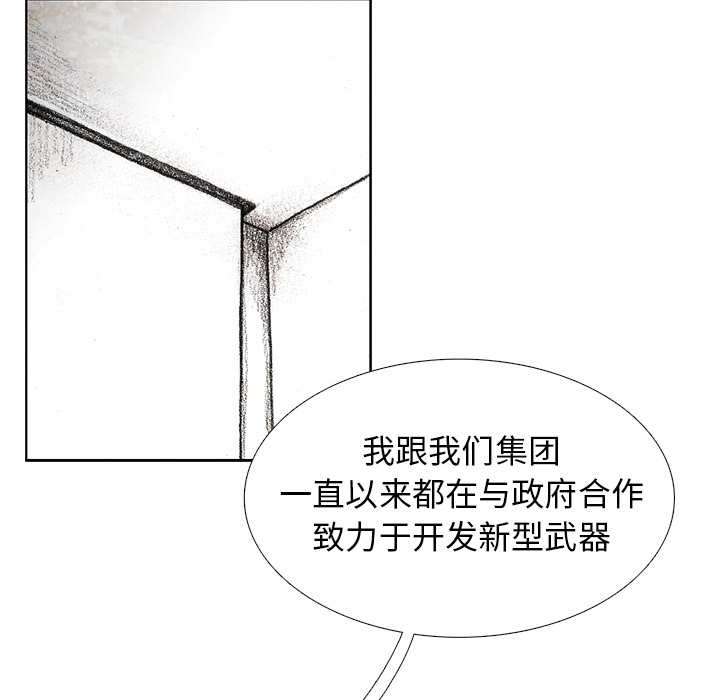 我跟我们集团
一直以来都在与政府合作
致力于开发新型武器